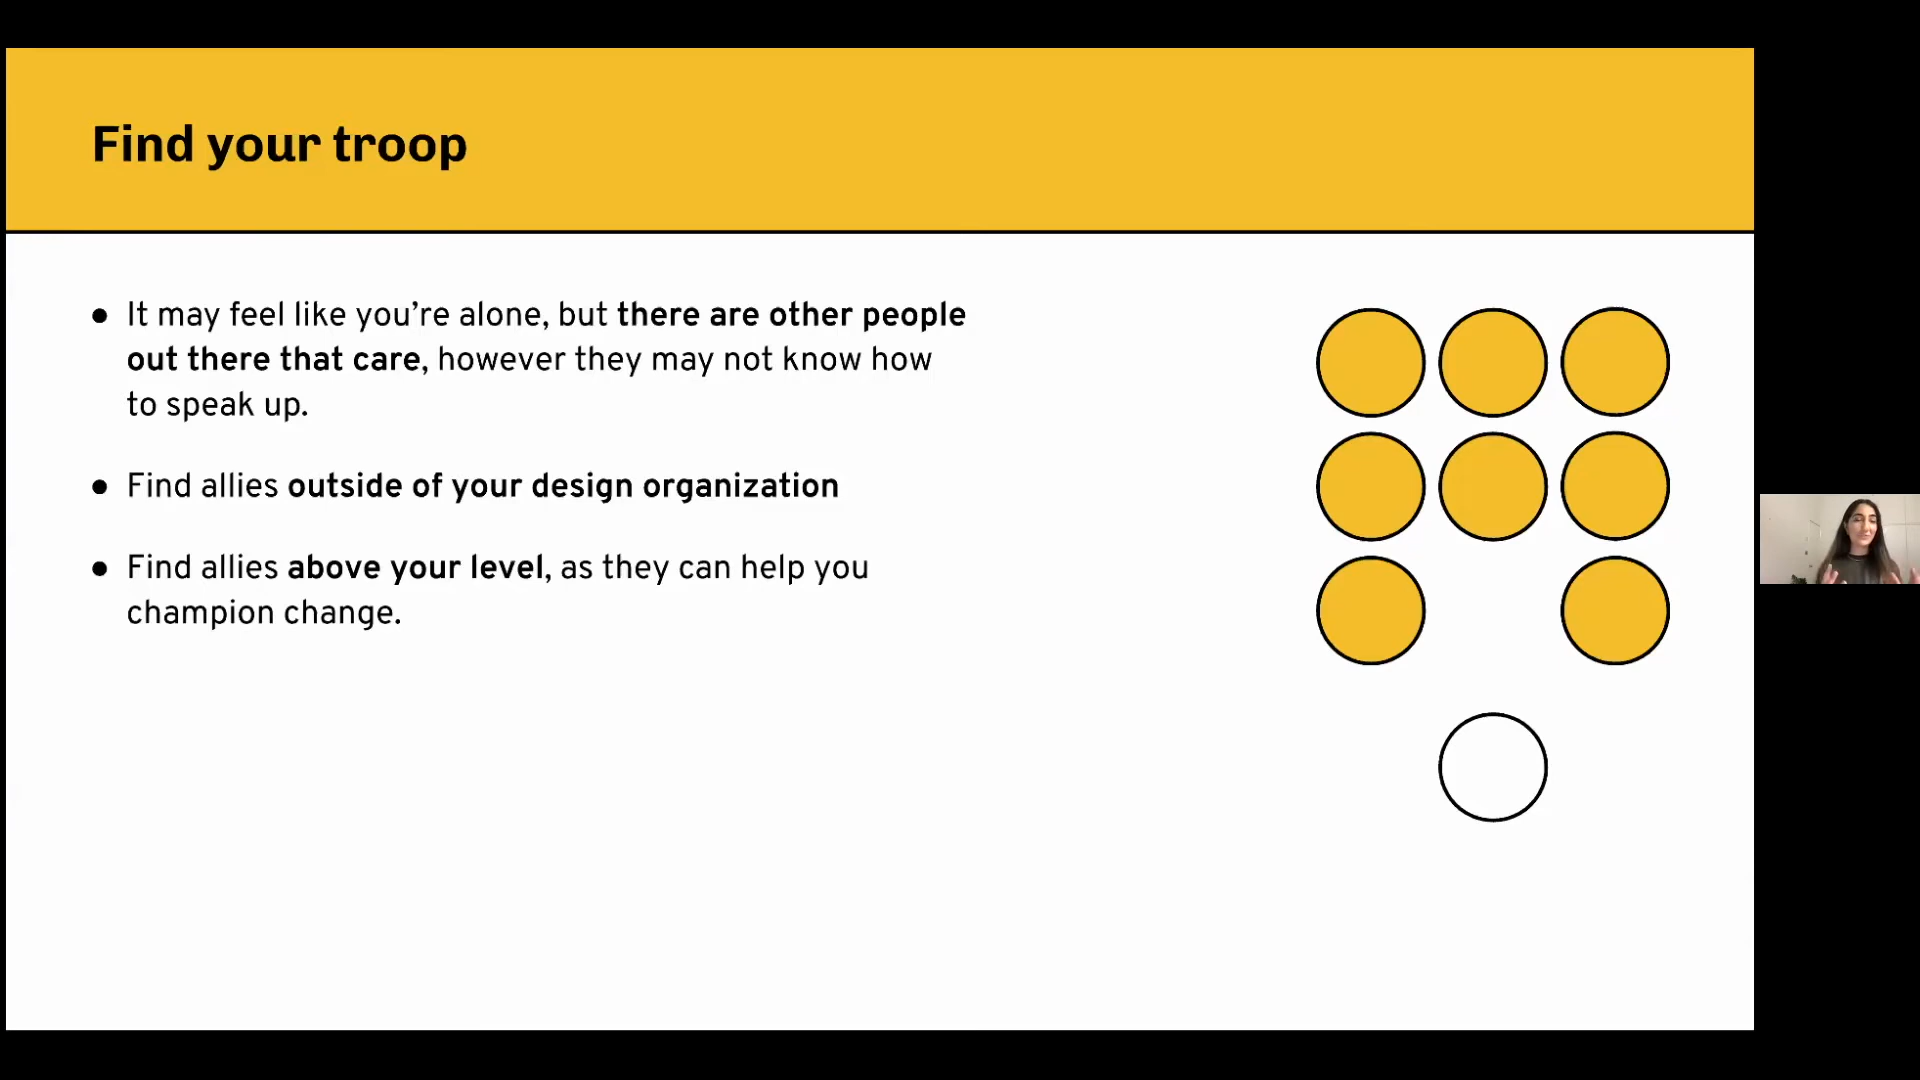 Find your troop
● It may feel like you’re alone, but there are other people
out there that care, however they may not know how
to speak up.
● Find allies outside of your design organization
● Find allies above your level, as they can help you
champion change.